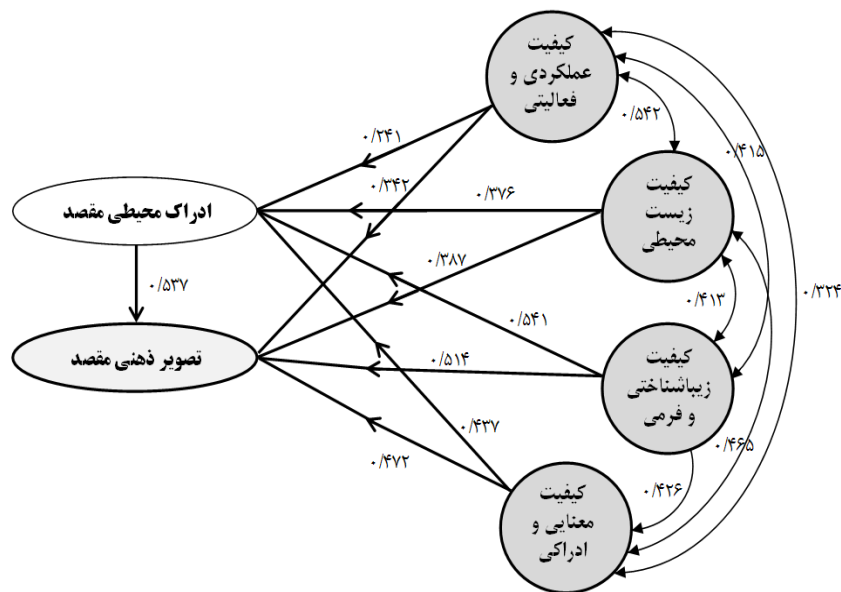 کیفیت
عملکردی و
فعالیتی
۰/۵۴۲
۰/۴۱۵
۰/۲۴۱
۰/۳۴۲
ادراک محیطی مقصد
۰/۳۷۶
کیفیت
زیست
محیطی
۰/۳۸۷
۰/۵۳۷
۰/۴۱۳
۰/۳۲۴
۰/۵۴۱
تصویر ذهنی مقصد
۰/۵۱۴
کیفیت
زیباشناختی
و فرمی
۰/۴۳۷
۰/۴۶۵
۰/۴۷۲
۰/۴۲۶
کیفیت
معنایی و
ادراکی